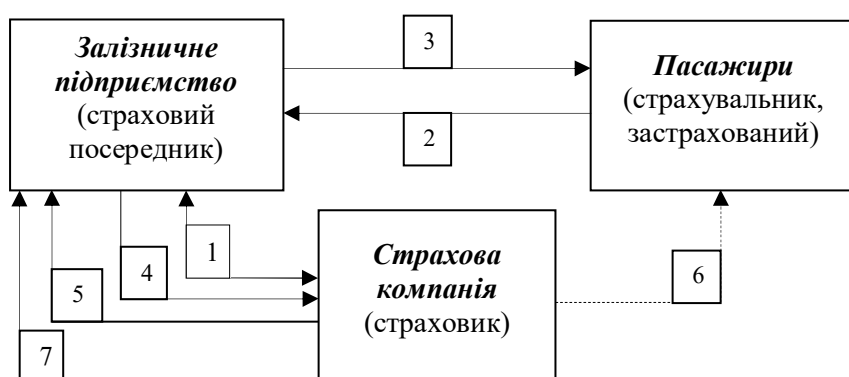 Залізничне
підприємство
(страховий
посередник)
3
2
Пасажири
(страхувальник,
застрахований)
1
4
5
7
Страхова
компанія
(страховик)
6